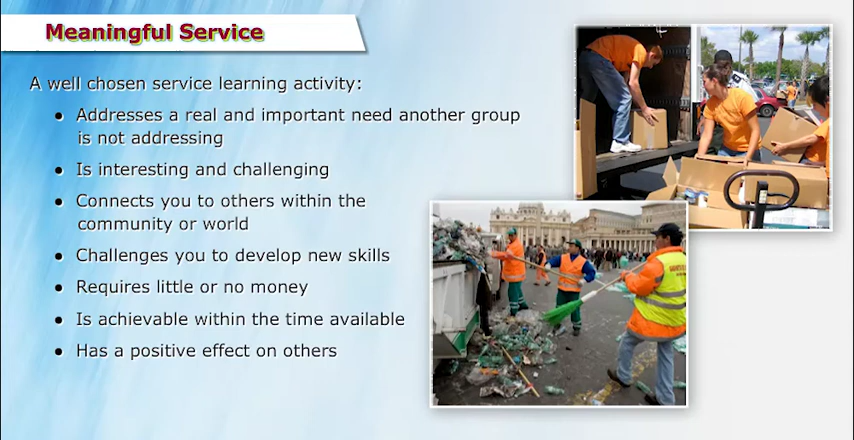 Meaningful Service
A well chosen service learning activity:
● Addresses a real and important need another group
is not addressing
● Is interesting and challenging
● Connects you to others within the
community or world
● Challenges you to develop new skills
● Requires little or no money
● Is achievable within the time available
● Has a positive effect on others